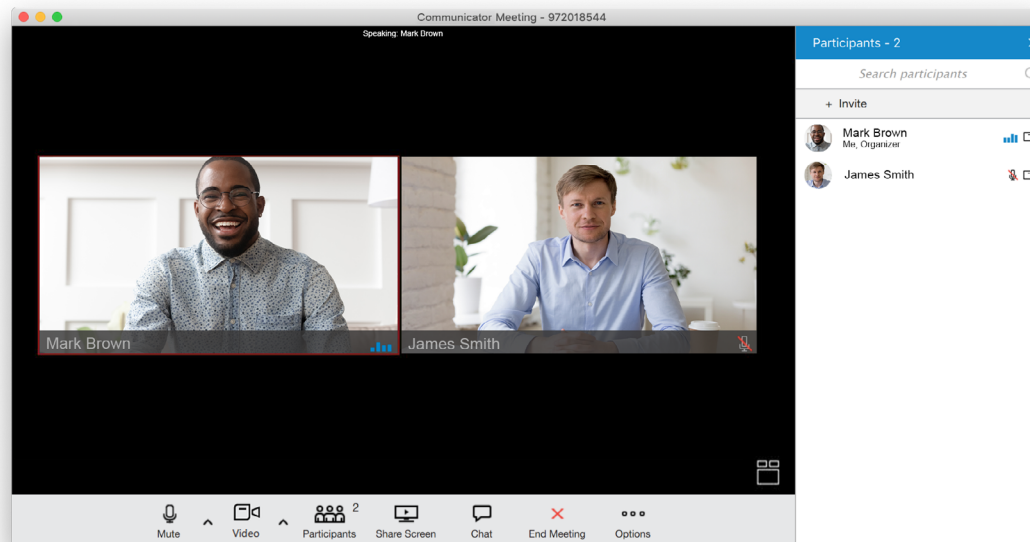 Communicator Meeting - 972018544
Speaking: Mark Brown
Participants - 2
Search participants
+ Invite
Mark Brown
Me, Organizer
James Smith
Mark Brown
James Smith
2
Mute
Video
Participants
Share Screen
Chat
End Meeting
Options